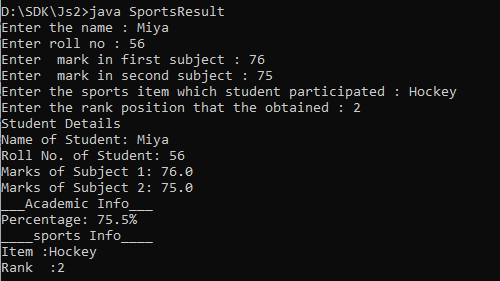 D:\SDK\Js2>java SportsResult
Enter the name : Miya
Enter roll no : 56
Enter  mark in first subject : 76
Enter  mark in second subject : 75
Enter the sports item which student participated : Hockey
Enter the rank position that the obtained : 2
Student Details
Name of Student: Miya
Roll No. of Student: 56
Marks of Subject 1: 76.0
Marks of Subject 2: 75.0
___Academic Info___
Percentage: 75.5%
____sports Info____
Item :Hockey
Rank  :2